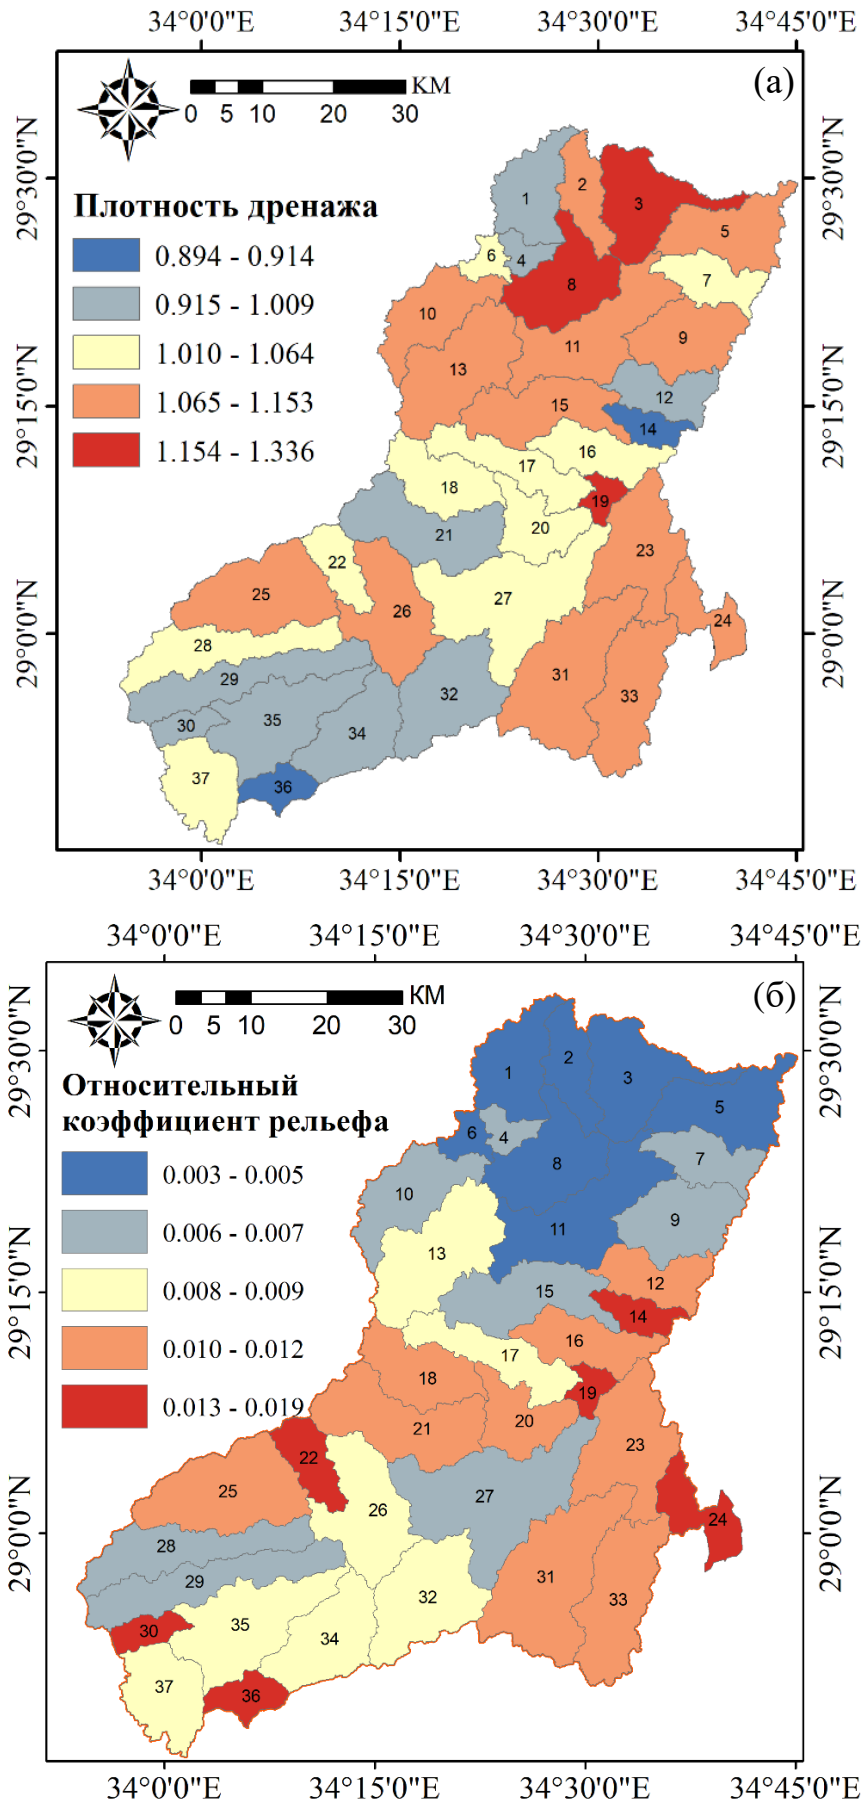 34°0'0"E 34°15'0"E 34°30'0"E 34°45'0"E
(а)
КМ
0 5 10 20 30
29°30'0"N 29°30'0"N
Плотность дренажа
0.894 - 0.914
0.915 - 1.009
1.010 - 1.064
1.065 - 1.153
1.154 - 1.336
29°15'0"N 29°15'0"N
29°0'0"N 29°0'0"N
1
2
3
4
5
6
7
8
9
10
11
12
13
14
15
16
17
18
19
20
21
22
23
24
25
26
27
28
29
30
31
32
33
34
35
36
37
34°0'0"E 34°15'0"E 34°30'0"E 34°45'0"E
34°0'0"E 34°15'0"E 34°30'0"E 34°45'0"E
(б)
КМ
0 5 10 20 30
29°30'0"N 29°30'0"N
Относительный
коэффициент рельефа
0.003 - 0.005
0.006 - 0.007
0.008 - 0.009
0.010 - 0.012
0.013 - 0.019
29°15'0"N 29°15'0"N
29°0'0"N 29°0'0"N
1
2
3
4
5
6
7
8
9
10
11
12
13
14
15
16
17
18
19
20
21
22
23
24
25
26
27
28
29
30
31
32
33
34
35
36
37
34°0'0"E 34°15'0"E 34°30'0"E 34°45'0"E